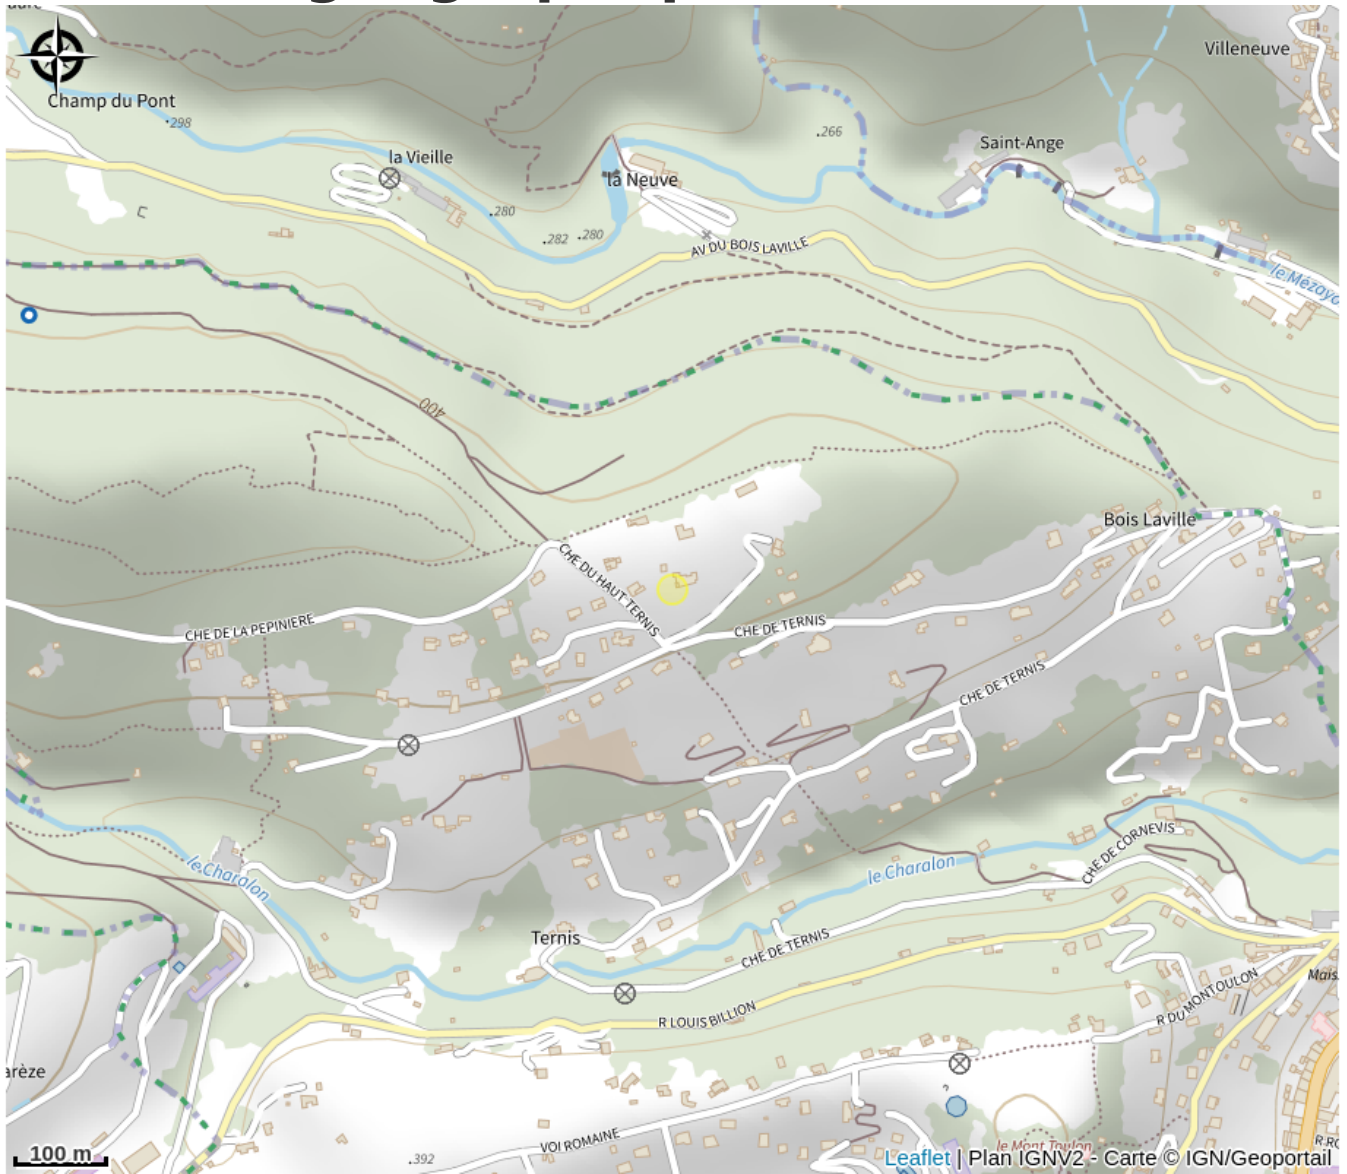 Villeneuve
Champ du Pont
298
266
Saint-Ange
la Vieille
la Neuve
280
282
280
AV DU BOIS LAVILLE
le Mézayo
400
Bois Laville
CHE DU HAUT TERNIS
CHE DE LA PEPINIERE
CHE DE TERNIS
CHE DE TERNIS
CHE DE CORNEVIS
le Charalon
le Charalon
Ternis
CHE DE TERNIS
R LOUIS BILLION
R DU MONTOULON
Mais.
arèze
VOI ROMAINE
392
le Mont Toulon
100 m
Leaflet | Plan IGNV2 - Carte © IGN/Geoportail